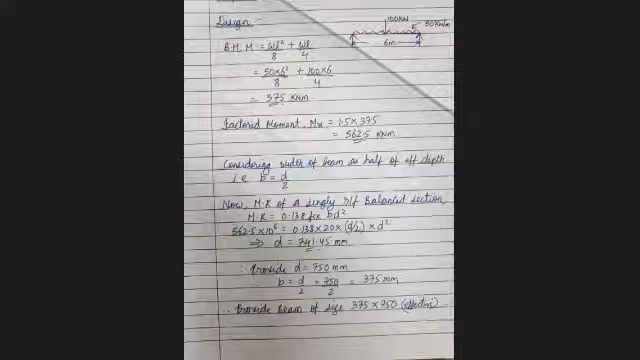 Design:
100KN
50KN/m
6m
B.M, M = wl²/8 + wl/4
= 50×6²/8 + 100×6/4
= 375 KNm
Factored Moment, Mu = 1.5 × 375
= 562.5 KNm
Considering width of beam as half of eff depth
i.e b = d/2
Now, M.R of a singly r/f Balanced section,
M.R = 0.138 fck bd²
562.5 × 10⁶ = 0.138 × 20 × (d/2) × d²
⇒ d = 741.45 mm
∴ Provide d = 750 mm
b = d/2 = 750/2 = 375 mm
∴ Provide Beam of size 375 × 750 (effective)